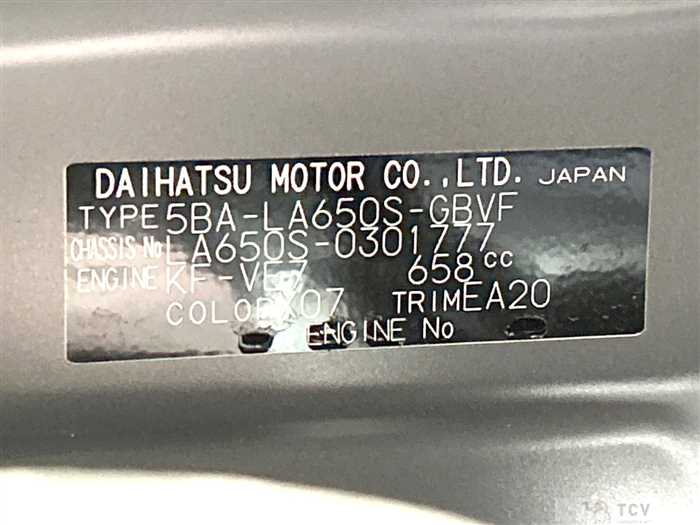 DAIHATSU MOTOR CO.,LTD. JAPAN
TYPE 5BA-LA650S-GBVF
CHASSIS-No LA650S-0301777
ENGINE KF-VE7 658 CC
COLOR X07 TRIM EA20
ENGINE No
TCV